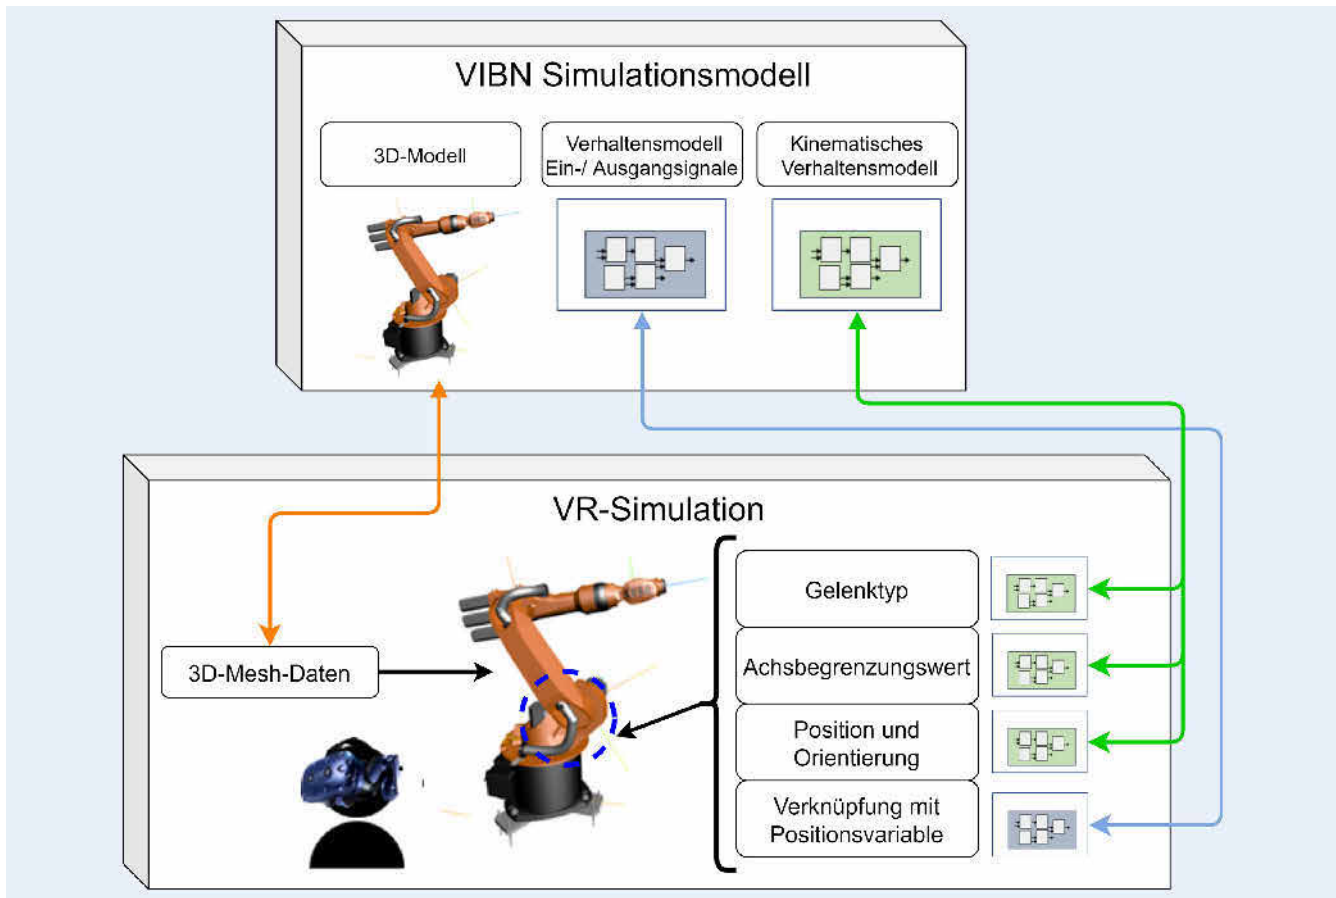 VIBN Simulationsmodell
3D-Modell
Verhaltensmodell
Ein-/ Ausgangsignale
Kinematisches
Verhaltensmodell
VR-Simulation
3D-Mesh-Daten
Gelenktyp
Achsbegrenzungswert
Position und
Orientierung
Verknüpfung mit
Positionsvariable